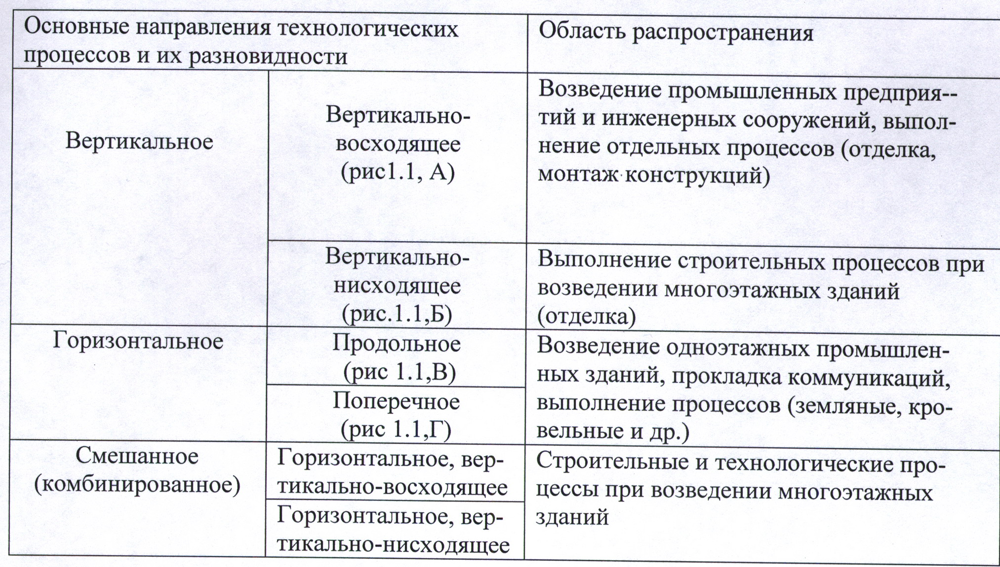 Основные направления технологических
процессов и их разновидности
Область распространения
Вертикальное
Вертикально-
восходящее
(рис1.1, А)
Возведение промышленных предприя--
тий и инженерных сооружений, выпол-
нение отдельных процессов (отделка,
монтаж конструкций)
Вертикально-
нисходящее
(рис.1.1,Б)
Выполнение строительных процессов при
возведении многоэтажных зданий
(отделка)
Горизонтальное
Продольное
(рис 1.1,В)
Поперечное
(рис 1.1,Г)
Возведение одноэтажных промышлен-
ных зданий, прокладка коммуникаций,
выполнение процессов (земляные, кро-
вельные и др.)
Смешанное
(комбинированное)
Горизонтальное, вер-
тикально-восходящее
Горизонтальное, вер-
тикально-нисходящее
Строительные и технологические про-
цессы при возведении многоэтажных
зданий